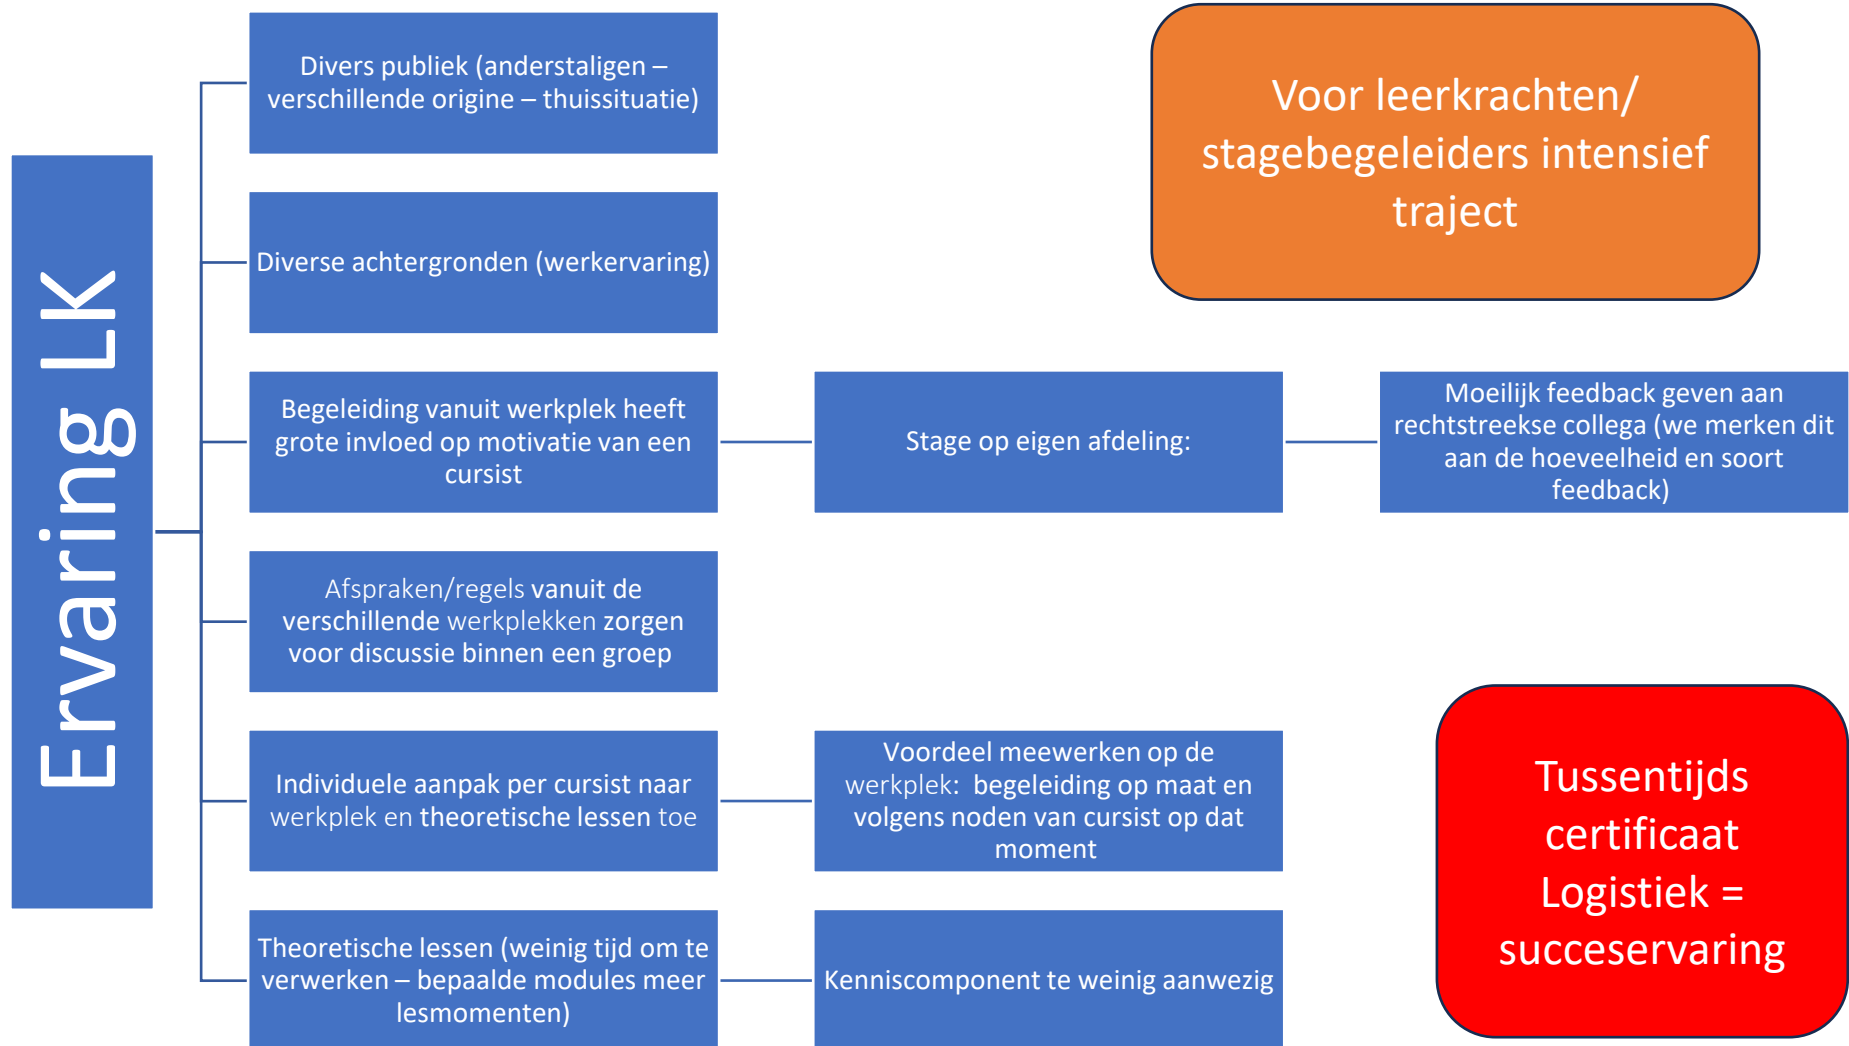 Ervaring LK
Divers publiek (anderstaligen –
verschillende origine – thuissituatie)
Diverse achtergronden (werkervaring)
Begeleiding vanuit werkplek heeft
grote invloed op motivatie van een
cursist
Stage op eigen afdeling:
Moeilijk feedback geven aan
rechtstreekse collega (we merken dit
aan de hoeveelheid en soort
feedback)
Afspraken/regels vanuit de
verschillende werkplekken zorgen
voor discussie binnen een groep
Individuele aanpak per cursist naar
werkplek en theoretische lessen toe
Voordeel meewerken op de
werkplek:  begeleiding op maat en
volgens noden van cursist op dat
moment
Theoretische lessen (weinig tijd om te
verwerken – bepaalde modules meer
lesmomenten)
Kenniscomponent te weinig aanwezig
Voor leerkrachten/
stagebegeleiders intensief
traject
Tussentijds
certificaat
Logistiek =
succeservaring